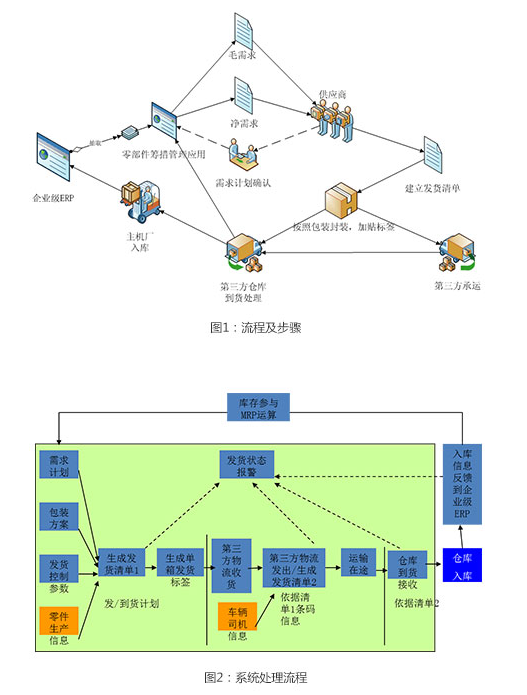 毛需求
供应商
净需求
零部件筹措管理应用
企业级ERP
需求计划确认
建立发货清单
主机厂
入库
按照包装封装，加贴标签
第三方仓库
到货处理
第三方承运
图1：流程及步骤
库存参与
MRP运算
需求
计划
发货状态
报警
入库
信息
反馈
到企
业级
ERP
包装
方案
发货
控制
参数
生成发
货清单1
生成单
箱发货
标签
第三
方物
流收
货
第三方物流
发出/生成
发货清单2
运输
在途
仓库
到货
接收
仓库
入库
发/到货计划
零件
生产
信息
车辆
司机
信息
依据清
单1条码
信息
依据清单2
图2：系统处理流程